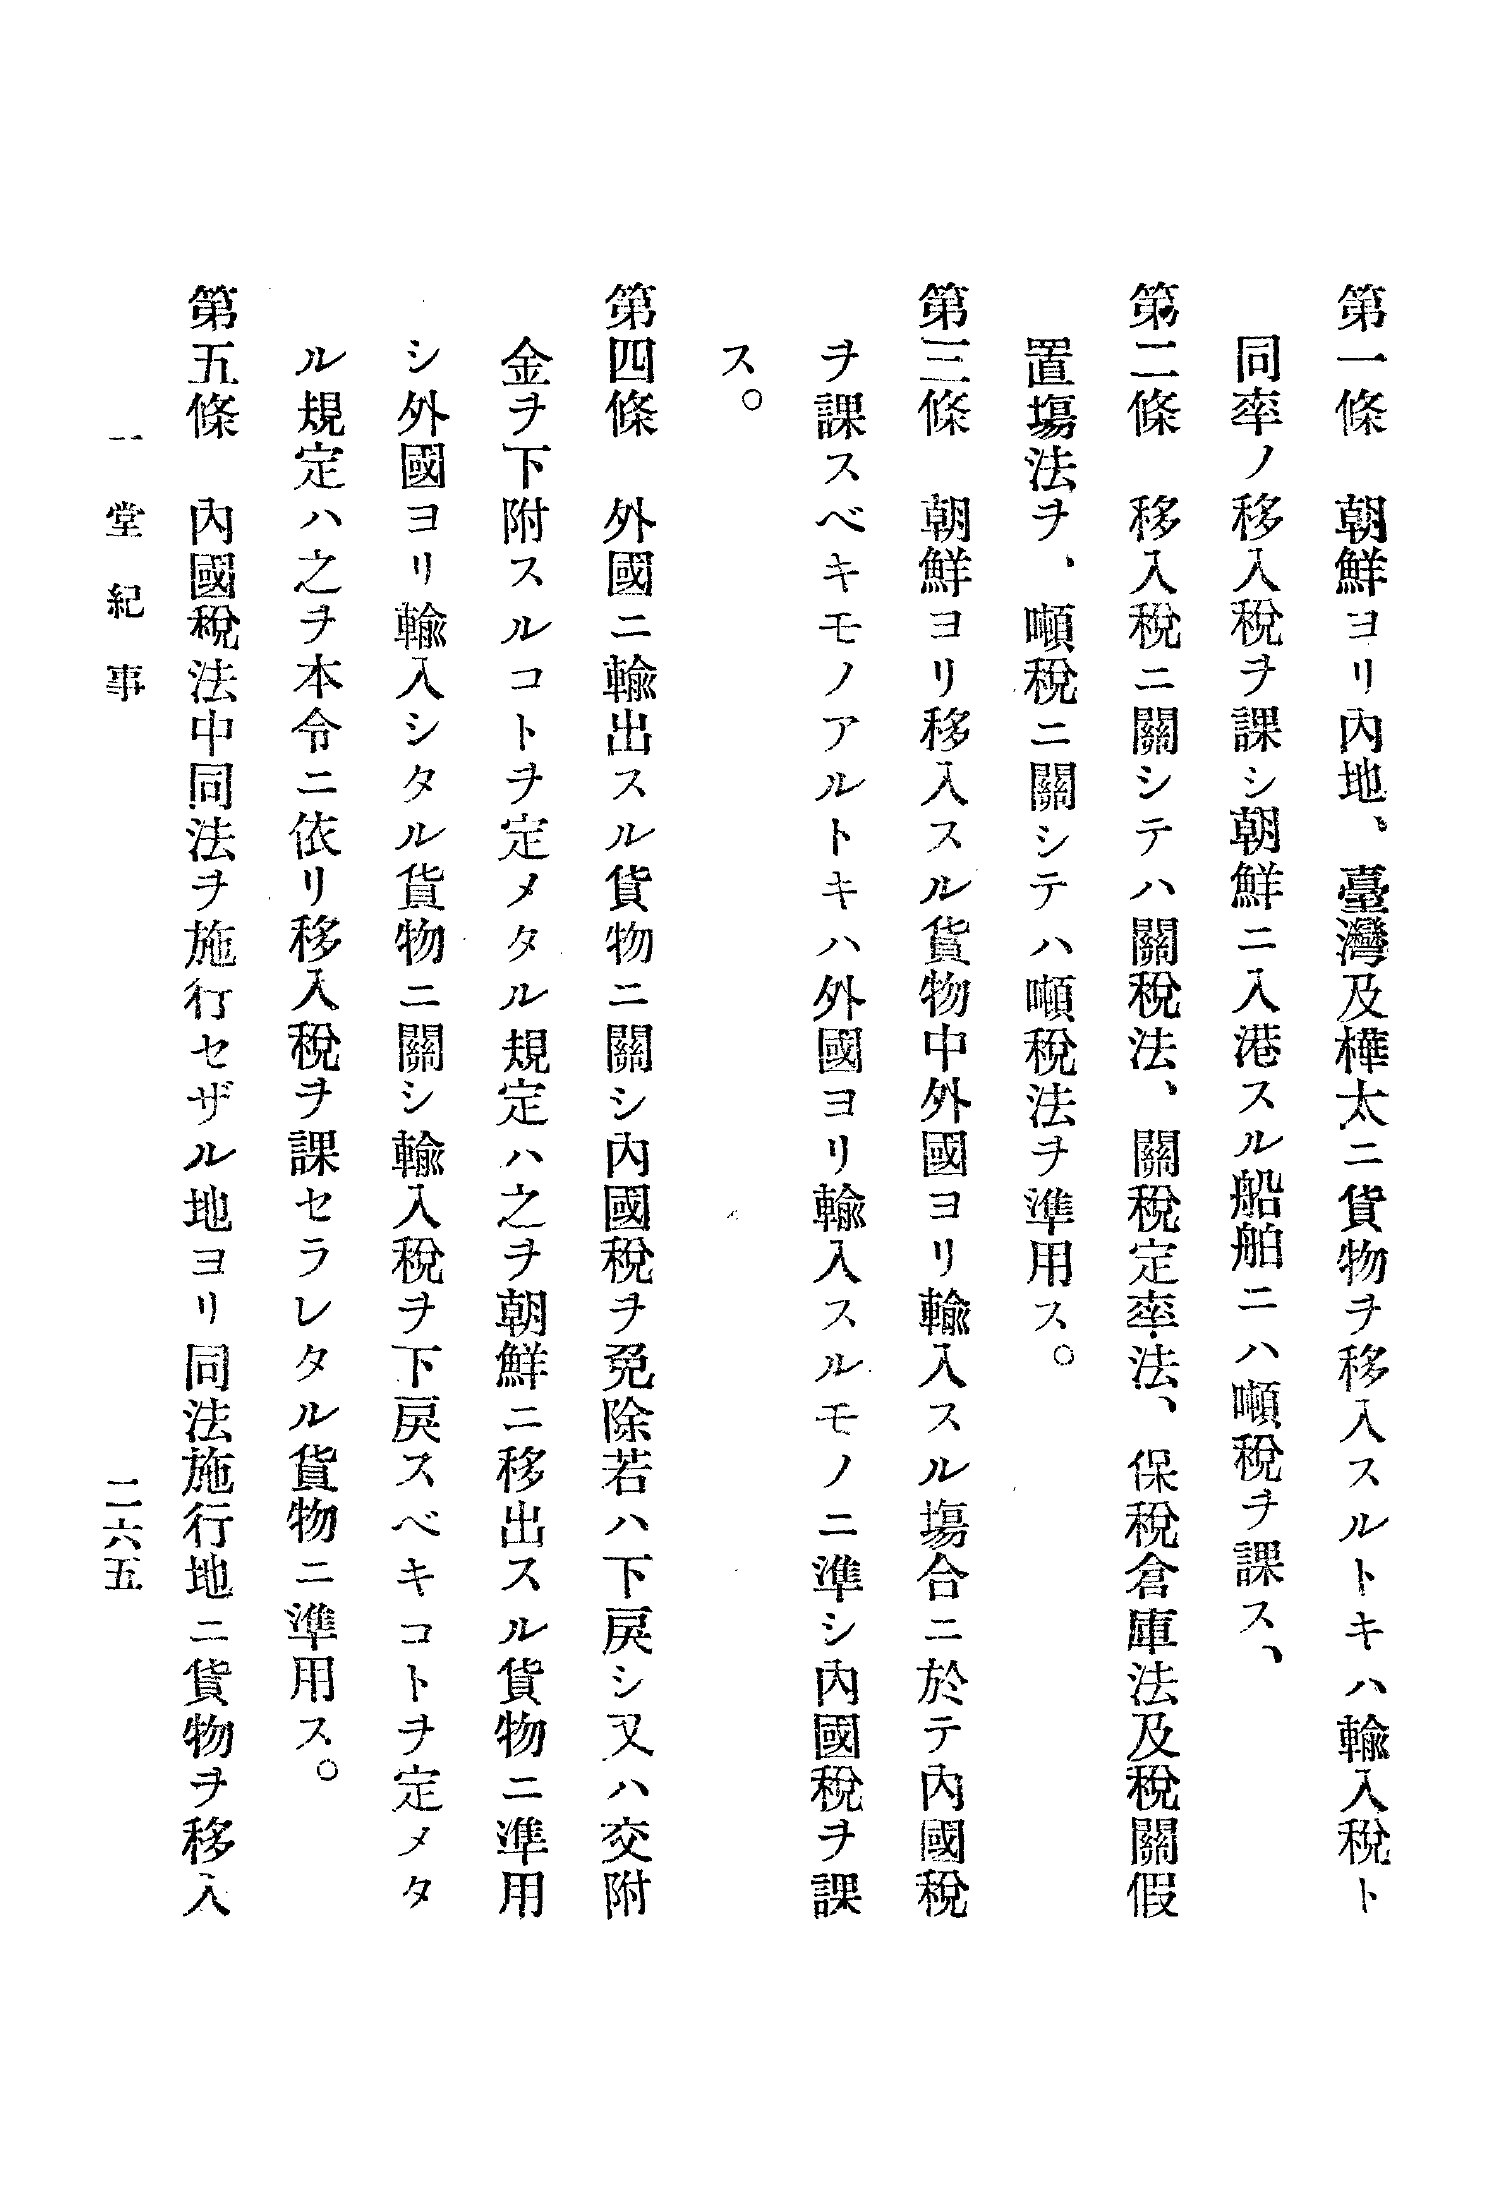 第一條　朝鮮ヨリ內地、臺灣及樺太ニ貨物ヲ移入スルトキハ輸入稅ト
同率ノ移入稅ヲ課シ朝鮮ニ入港スル船舶ニハ噸稅ヲ課ス、
第二條　移入稅ニ關シテハ關稅法、關稅定率法、保稅倉庫法及稅關假
置塲法ヲ、噸稅ニ關シテハ噸稅法ヲ準用ス。
第三條　朝鮮ヨリ移入スル貨物中外國ヨリ輸入スル塲合ニ於テ內國稅
ヲ課スベキモノアルトキハ外國ヨリ輸入スルモノニ準シ內國稅ヲ課
ス。
第四條　外國ニ輸出スル貨物ニ關シ內國稅ヲ免除若ハ下戾シ又ハ交附
金ヲ下附スルコトヲ定メタル規定ハ之ヲ朝鮮ニ移出スル貨物ニ準用
シ外國ヨリ輸入シタル貨物ニ關シ輸入稅ヲ下戾スベキコトヲ定メタ
ル規定ハ之ヲ本令ニ依リ移入稅ヲ課セラレタル貨物ニ準用ス。
第五條　內國稅法中同法ヲ施行セザル地ヨリ同法施行地ニ貨物ヲ移入
一堂紀事　二六五